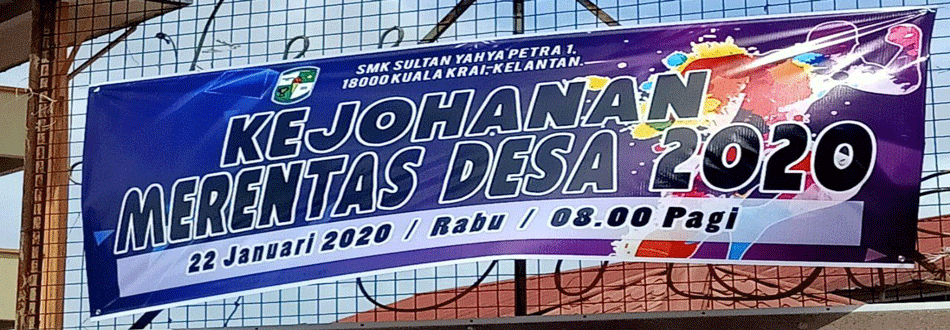 SMK SULTAN YAHYA PETRA 1,
18000 KUALA KRAI, KELANTAN.
KEJOHANAN
MERENTAS DESA 2020
22 Januari 2020 / Rabu / 08.00 Pagi